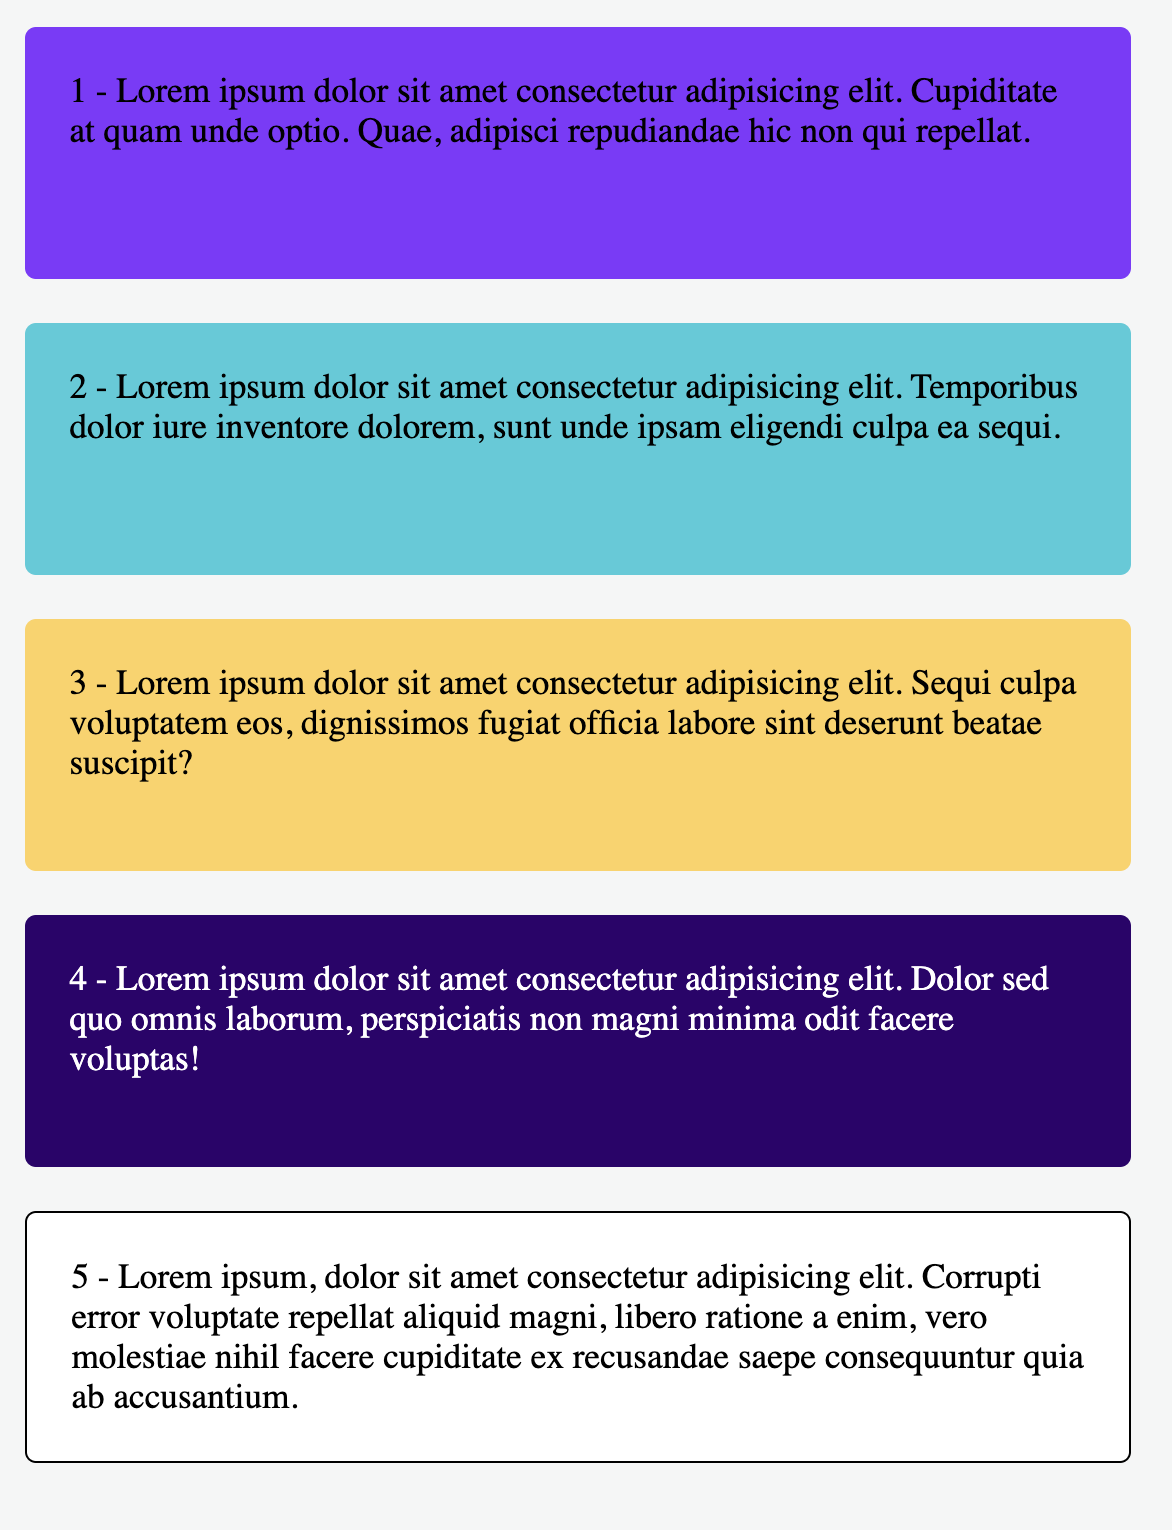 1 - Lorem ipsum dolor sit amet consectetur adipisicing elit. Cupiditate
at quam unde optio. Quae, adipisci repudiandae hic non qui repellat.
2 - Lorem ipsum dolor sit amet consectetur adipisicing elit. Temporibus
dolor iure inventore dolorem, sunt unde ipsam eligendi culpa ea sequi.
3 - Lorem ipsum dolor sit amet consectetur adipisicing elit. Sequi culpa
voluptatem eos, dignissimos fugiat officia labore sint deserunt beatae
suscipit?
4 - Lorem ipsum dolor sit amet consectetur adipisicing elit. Dolor sed
quo omnis laborum, perspiciatis non magni minima odit facere
voluptas!
5 - Lorem ipsum, dolor sit amet consectetur adipisicing elit. Corrupti
error voluptate repellat aliquid magni, libero ratione a enim, vero
molestiae nihil facere cupiditate ex recusandae saepe consequuntur quia
ab accusantium.